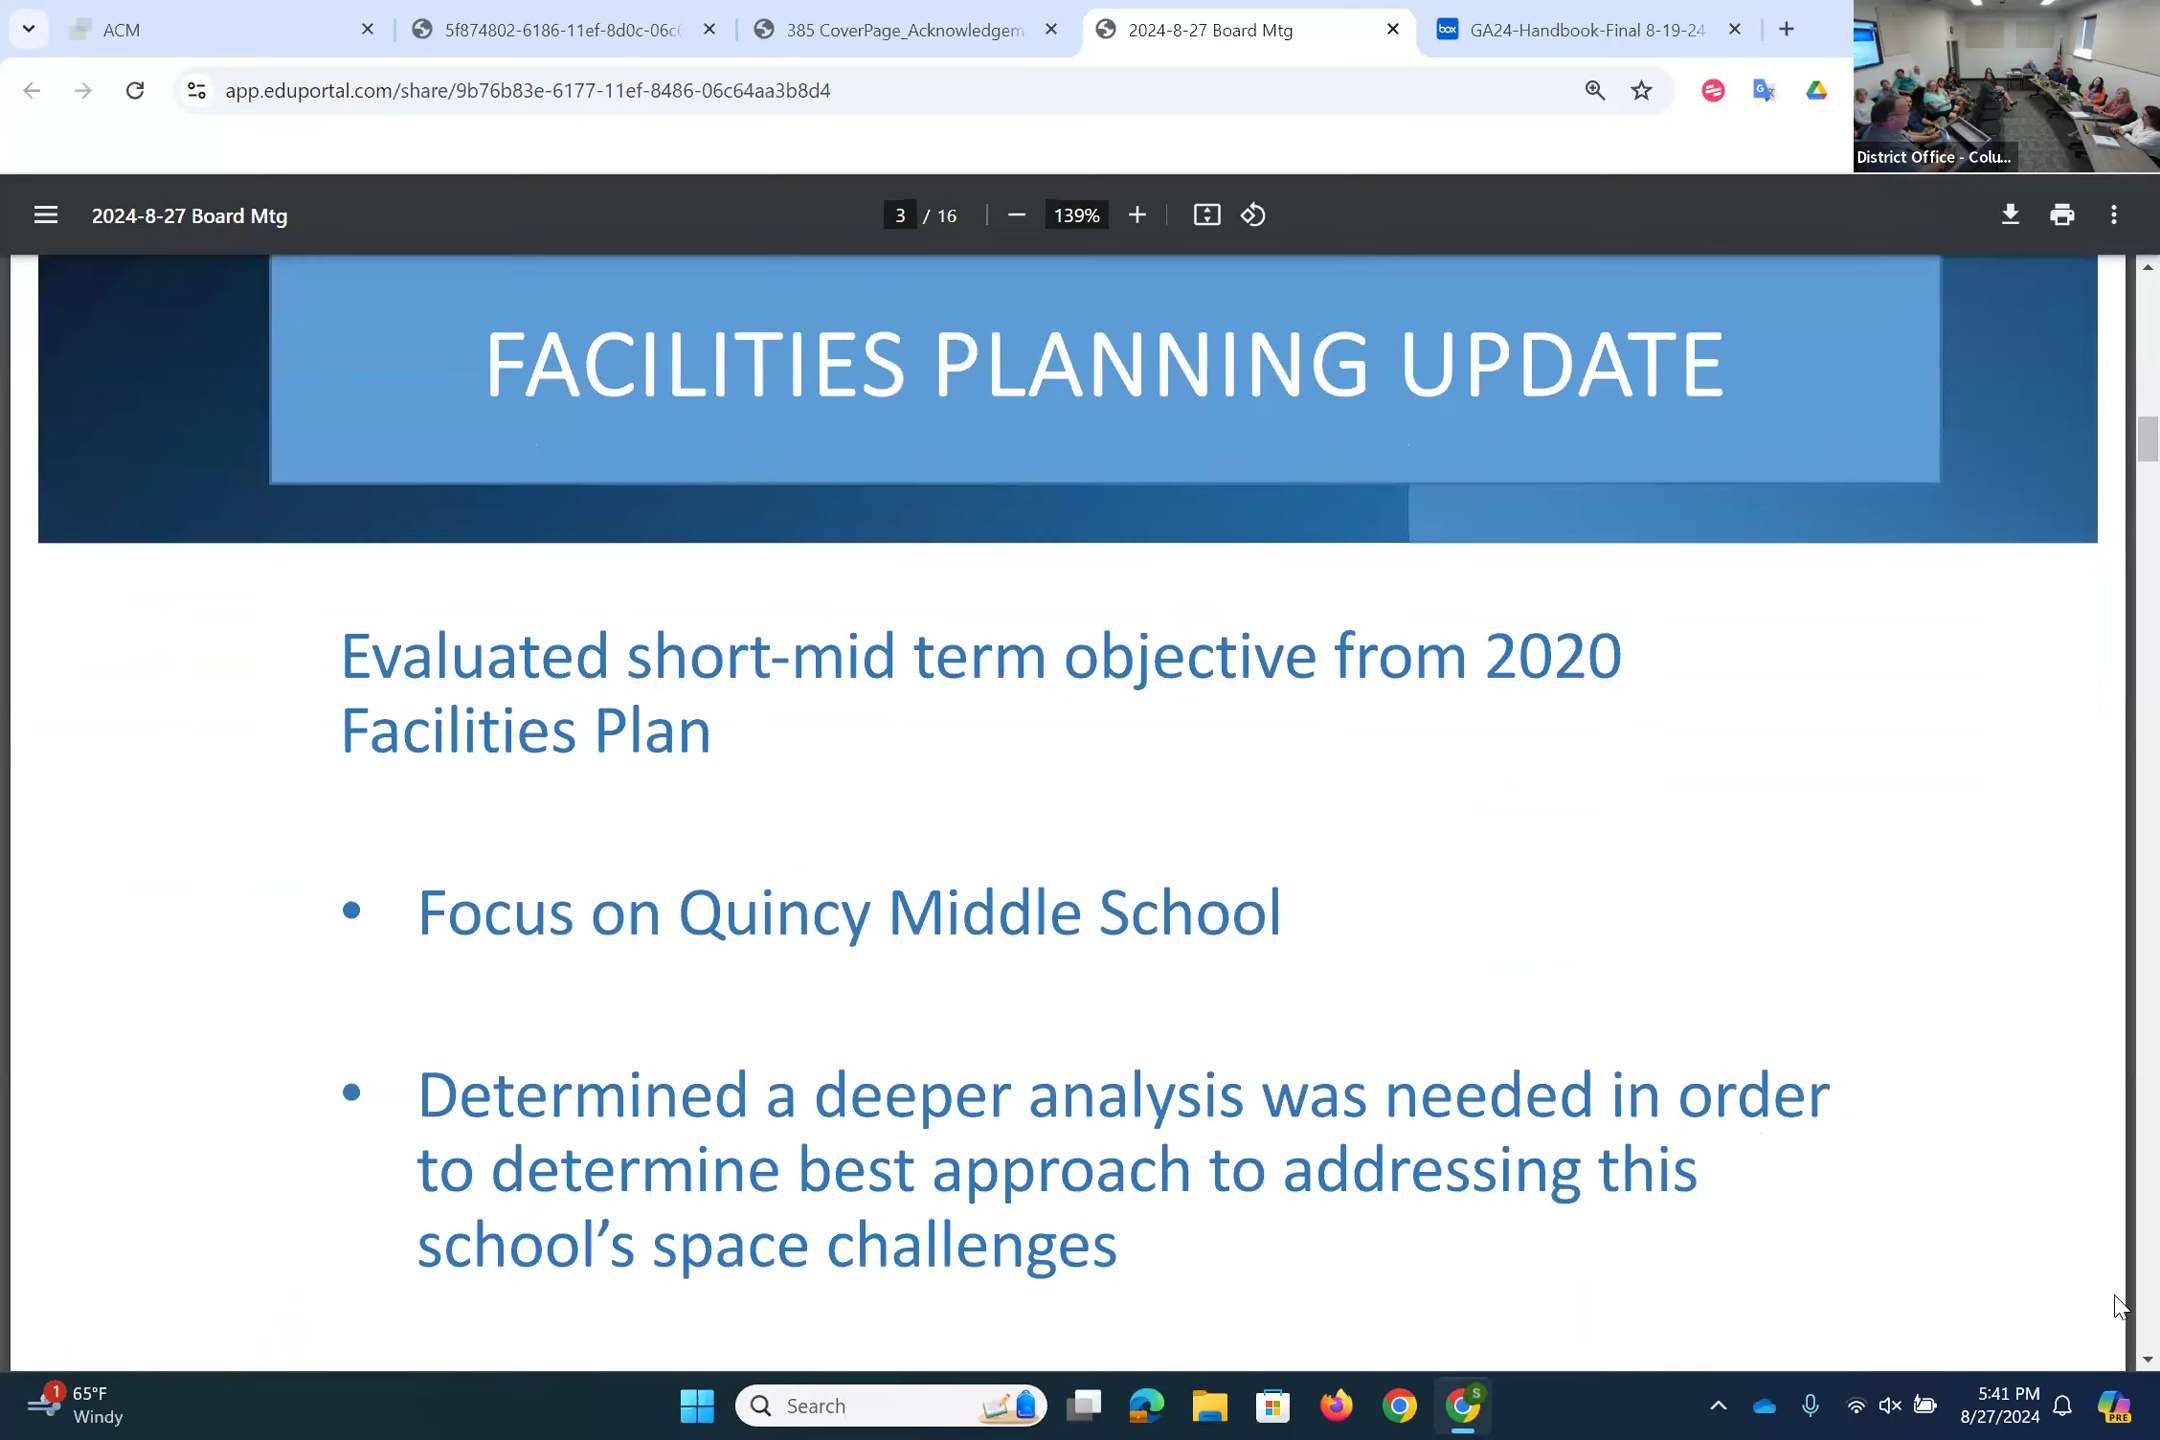 ACM
5f874802-6186-11ef-8d0c-06c6
385 CoverPage_Acknowledgem
2024-8-27 Board Mtg
box
GA24-Handbook-Final 8-19-24
app.eduportal.com/share/9b76b83e-6177-11ef-8486-06c64aa3b8d4
District Office - Colu...
2024-8-27 Board Mtg
3 / 16
139%
FACILITIES PLANNING UPDATE
Evaluated short-mid term objective from 2020
Facilities Plan
• Focus on Quincy Middle School
• Determined a deeper analysis was needed in order
to determine best approach to addressing this
school’s space challenges
1
65°F
Windy
Search
S
5:41 PM
8/27/2024
PRE